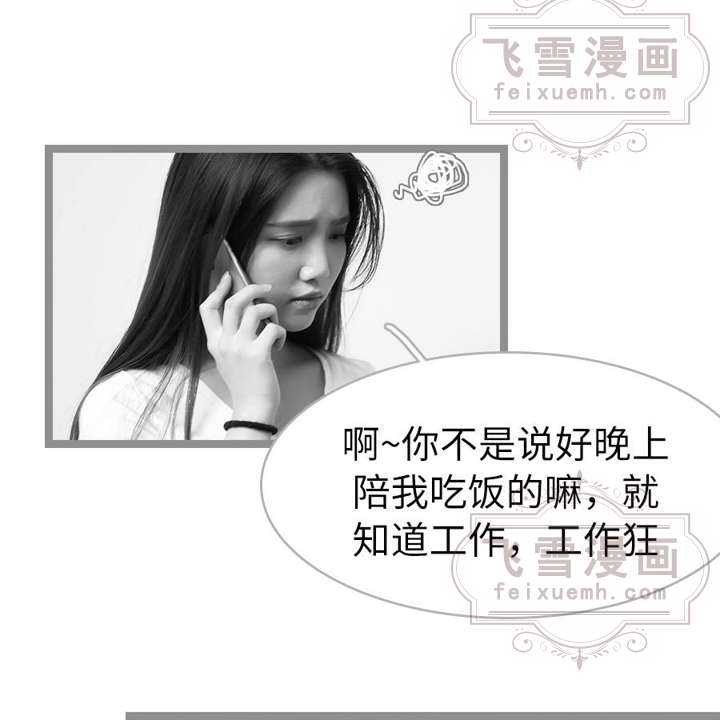 飞雪漫画
feixuemh.com
啊~你不是说好晚上
陪我吃饭的嘛，就
知道工作，工作狂
飞雪漫画
feixuemh.com